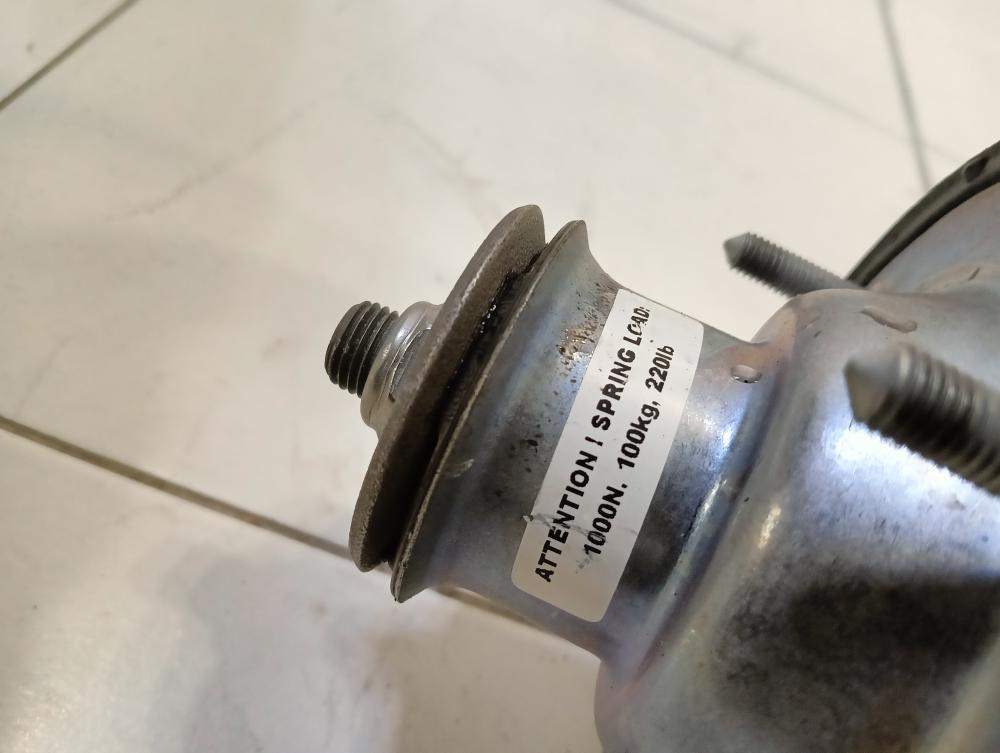 ATTENTION ! SPRING LOAD:
1000N. 100kg, 220lb